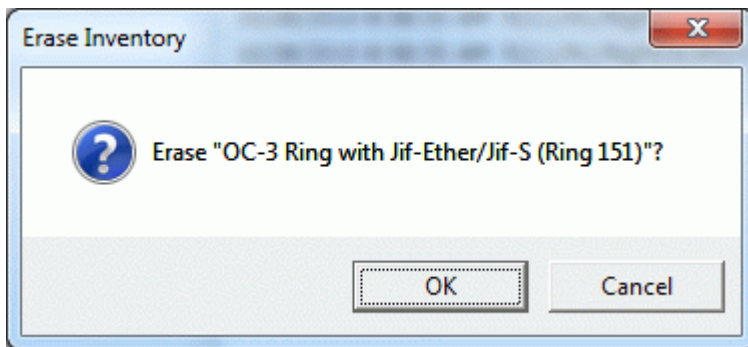 Erase Inventory
Erase "OC-3 Ring with Jif-Ether/Jif-S (Ring 151)"?
OK
Cancel